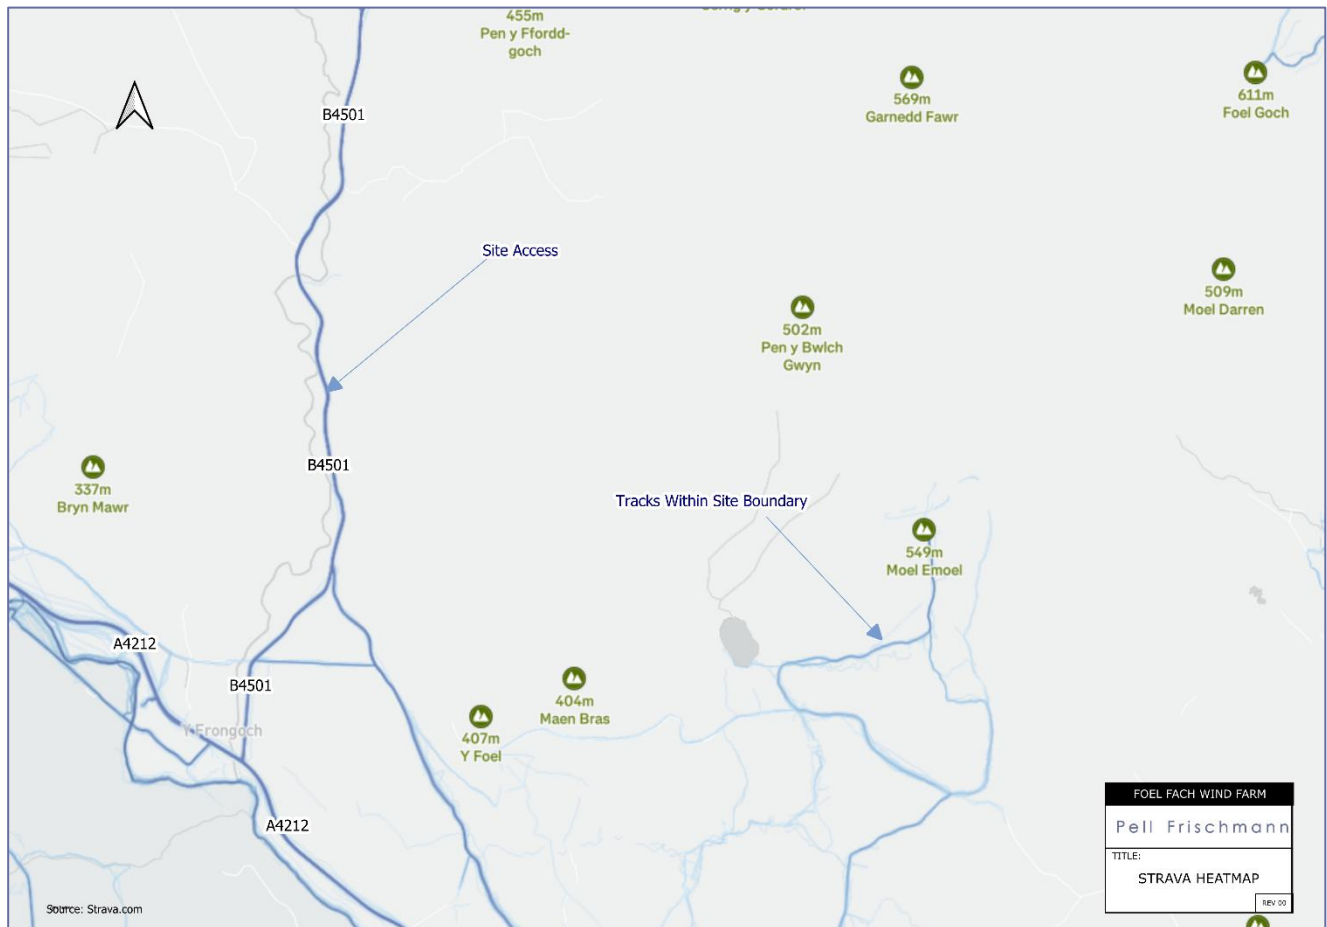 455m
Pen y Ffordd-
goch
B4501
569m
Garnedd Fawr
611m
Foel Goch
Site Access
509m
Moel Darren
502m
Pen y Bwlch
Gwyn
B4501
337m
Bryn Mawr
Tracks Within Site Boundary
549m
Moel Emoel
A4212
B4501
404m
Maen Bras
407m
Y Foel
Y Frongoch
A4212
FOEL FACH WIND FARM
Pell Frischmann
TITLE:
STRAVA HEATMAP
REV 00
Source: Strava.com